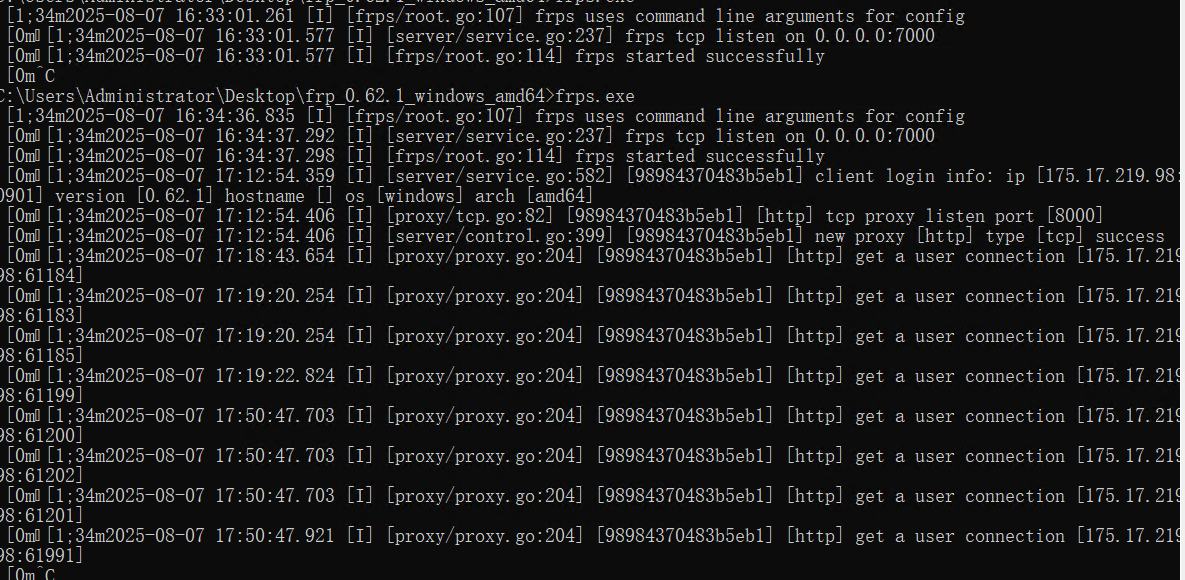 [1;34m2025-08-07 16:33:01.261 [I] [frps/root.go:107] frps uses command line arguments for config
[0m [1;34m2025-08-07 16:33:01.577 [I] [server/service.go:237] frps tcp listen on 0.0.0.0:7000
[0m [1;34m2025-08-07 16:33:01.577 [I] [frps/root.go:114] frps started successfully
[0m^C
C:\Users\Administrator\Desktop\frp_0.62.1_windows_amd64>frps.exe
[1;34m2025-08-07 16:34:36.835 [I] [frps/root.go:107] frps uses command line arguments for config
[0m [1;34m2025-08-07 16:34:37.292 [I] [server/service.go:237] frps tcp listen on 0.0.0.0:7000
[0m [1;34m2025-08-07 16:34:37.298 [I] [frps/root.go:114] frps started successfully
[0m [1;34m2025-08-07 17:12:54.359 [I] [server/service.go:582] [98984370483b5eb1] client login info: ip [175.17.219.98:
0901] version [0.62.1] hostname [] os [windows] arch [amd64]
[0m [1;34m2025-08-07 17:12:54.406 [I] [proxy/tcp.go:82] [98984370483b5eb1] [http] tcp proxy listen port [8000]
[0m [1;34m2025-08-07 17:12:54.406 [I] [server/control.go:399] [98984370483b5eb1] new proxy [http] type [tcp] success
[0m [1;34m2025-08-07 17:18:43.654 [I] [proxy/proxy.go:204] [98984370483b5eb1] [http] get a user connection [175.17.219
98:61184]
[0m [1;34m2025-08-07 17:19:20.254 [I] [proxy/proxy.go:204] [98984370483b5eb1] [http] get a user connection [175.17.219
98:61183]
[0m [1;34m2025-08-07 17:19:20.254 [I] [proxy/proxy.go:204] [98984370483b5eb1] [http] get a user connection [175.17.219
98:61185]
[0m [1;34m2025-08-07 17:19:22.824 [I] [proxy/proxy.go:204] [98984370483b5eb1] [http] get a user connection [175.17.219
98:61199]
[0m [1;34m2025-08-07 17:50:47.703 [I] [proxy/proxy.go:204] [98984370483b5eb1] [http] get a user connection [175.17.219
98:61200]
[0m [1;34m2025-08-07 17:50:47.703 [I] [proxy/proxy.go:204] [98984370483b5eb1] [http] get a user connection [175.17.219
98:61202]
[0m [1;34m2025-08-07 17:50:47.703 [I] [proxy/proxy.go:204] [98984370483b5eb1] [http] get a user connection [175.17.219
98:61201]
[0m [1;34m2025-08-07 17:50:47.921 [I] [proxy/proxy.go:204] [98984370483b5eb1] [http] get a user connection [175.17.219
98:61991]
[0m^C